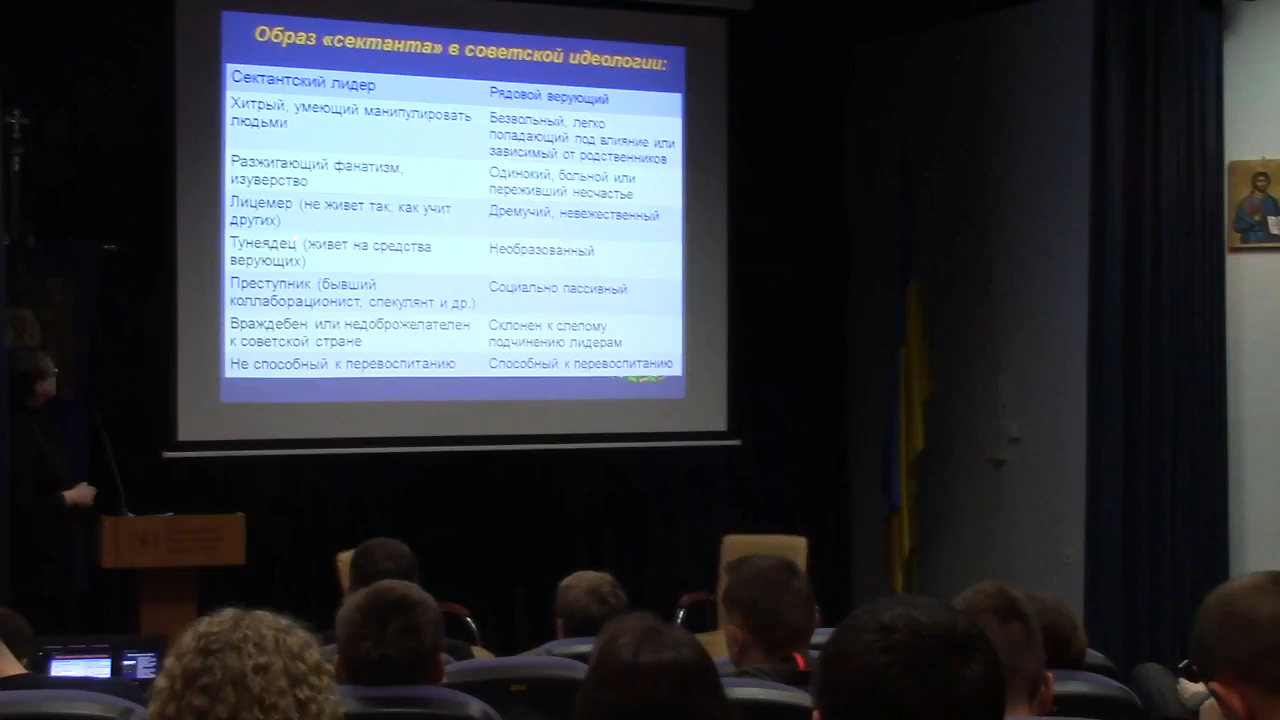 Образ «сектанта» в советской идеологии:
Сектантский лидер
Рядовой верующий
Хитрый, умеющий манипулировать
людьми
Безвольный, легко
попадающий под влияние или
зависимый от родственников
Разжигающий фанатизм,
изуверство
Одинокий, больной или
переживший несчастье
Лицемер (не живет так, как учит
других)
Дремучий, невежественный
Тунеядец (живет на средства
верующих)
Необразованный
Преступник (бывший
коллаборационист, спекулянт и др.)
Социально пассивный
Враждебен или недоброжелателен
к советской стране
Склонен к слепому
подчинению лидерам
Не способный к перевоспитанию
Способный к перевоспитанию